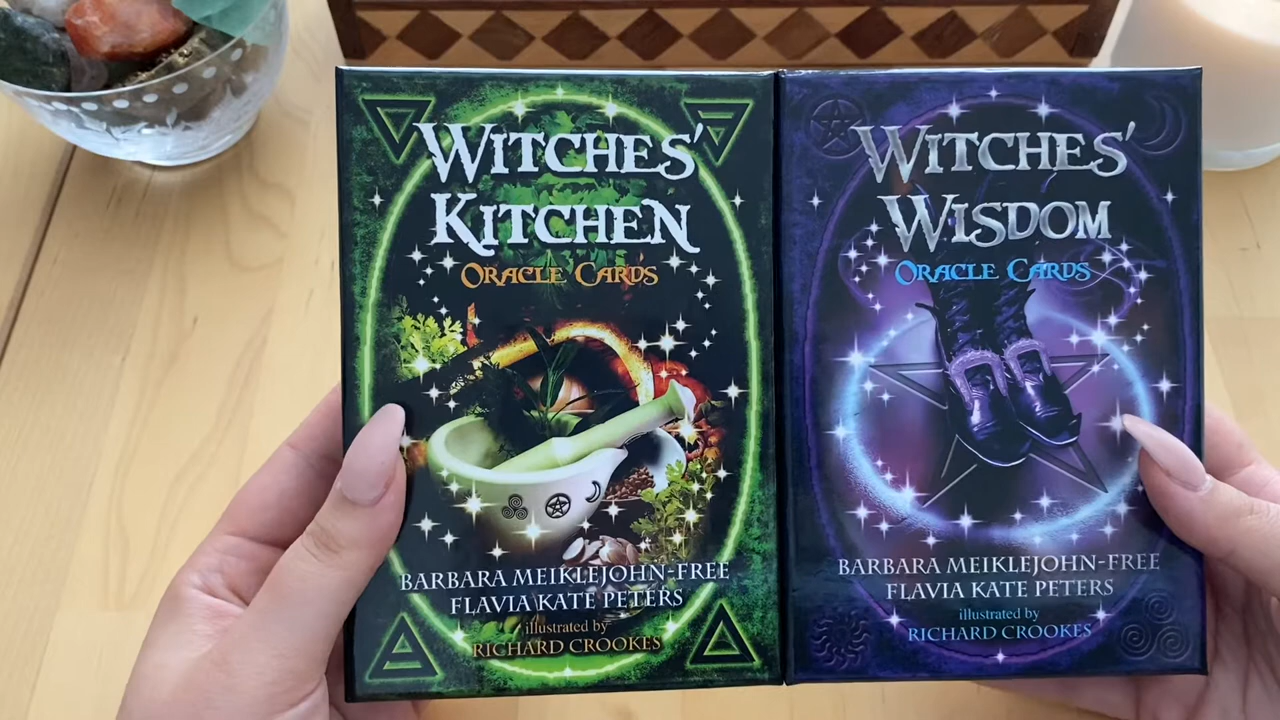 WITCHES'
KITCHEN
ORACLE CARDS
BARBARA MEIKLEJOHN-FREE
FLAVIA KATE PETERS
illustrated by
RICHARD CROOKES
WITCHES'
WISDOM
ORACLE CARDS
BARBARA MEIKLEJOHN-FREE
FLAVIA KATE PETERS
illustrated by
RICHARD CROOKES